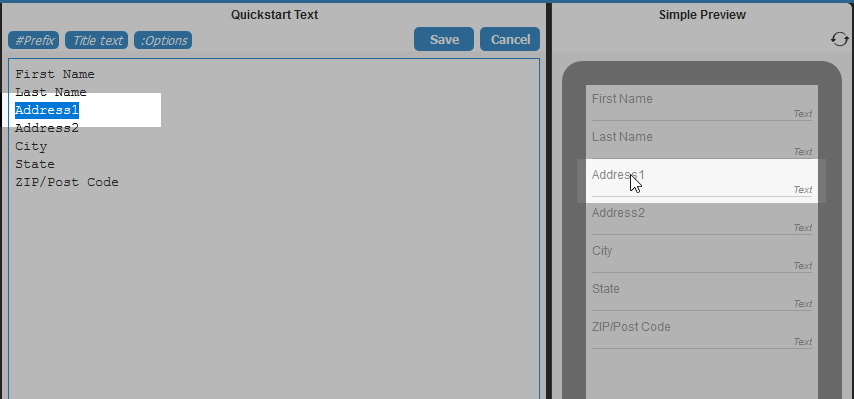 Quickstart Text
#Prefix Title text :Options Save Cancel
First Name
Last Name
Address1
Address2
City
State
ZIP/Post Code
Simple Preview
First Name
Text
Last Name
Text
Address1
Text
Address2
Text
City
Text
State
Text
ZIP/Post Code
Text